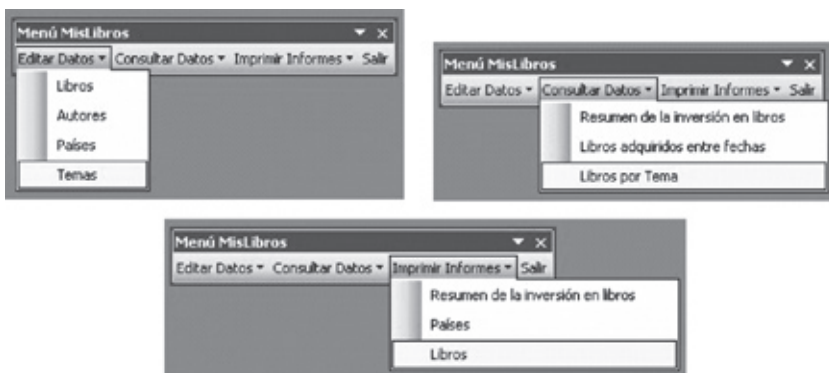 Menú MisLibros
Editar Datos Consultar Datos Imprimir Informes Salir
Libros
Autores
Países
Temas
Menú MisLibros
Editar Datos Consultar Datos Imprimir Informes Salir
Resumen de la inversión en libros
Libros adquiridos entre fechas
Libros por Tema
Menú MisLibros
Editar Datos Consultar Datos Imprimir Informes Salir
Resumen de la inversión en libros
Países
Libros